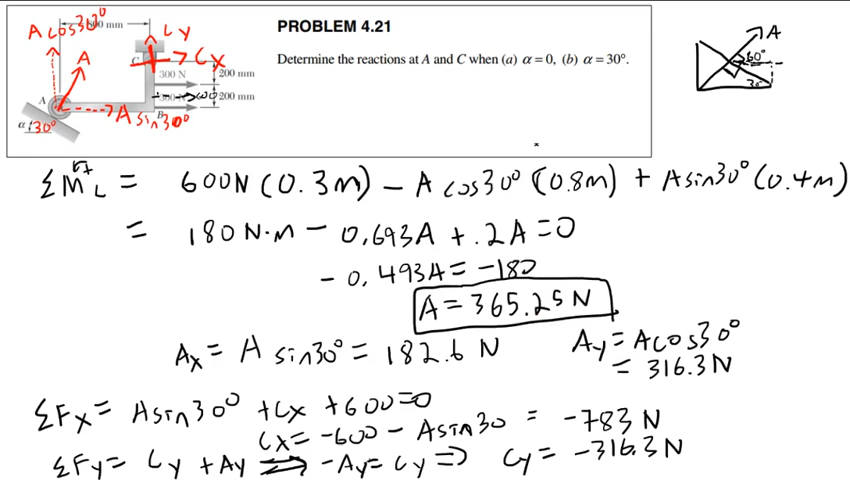 PROBLEM 4.21
Determine the reactions at A and C when (a) α = 0, (b) α = 30°.
A cos30° mm
Cy
A
C Cx
300 N 200 mm
600 200 mm
A
A sin30° B
α 30°
A
60°
30
ΣM_C = 600N(0.3m) - A cos30° (0.8m) + A sin30° (0.4m)
= 180 N·m - 0.693A + .2A = 0
- 0.493A = -180
A = 365.25 N
Ax = A sin30° = 182.6 N
Ay = A cos30°
= 316.3 N
ΣFx = A sin30° + Cx + 600 = 0
Cx = -600 - A sin30 = -783 N
ΣFy = Cy + Ay ⇒ -Ay = Cy ⇒ Cy = -316.3 N